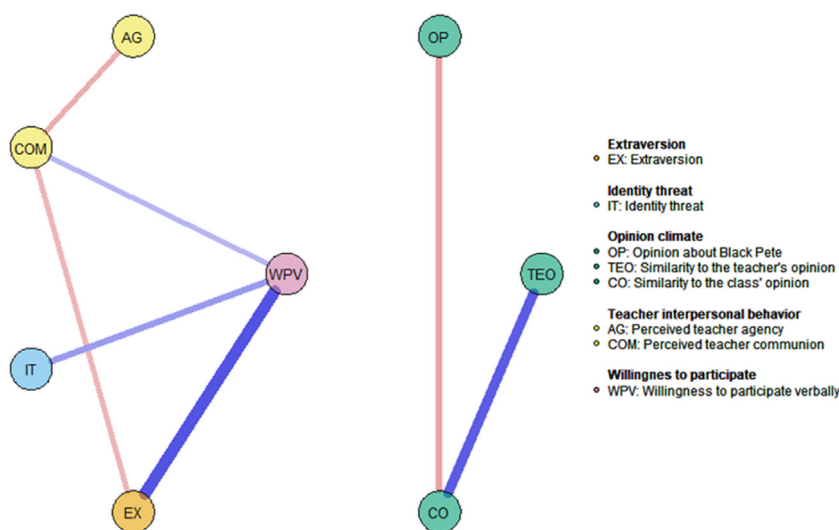 AG
OP
COM
WPV
TEO
IT
EX
CO
Extraversion
EX: Extraversion
Identity threat
IT: Identity threat
Opinion climate
OP: Opinion about Black Pete
TEO: Similarity to the teacher's opinion
CO: Similarity to the class' opinion
Teacher interpersonal behavior
AG: Perceived teacher agency
COM: Perceived teacher communion
Willingnes to participate
WPV: Willingness to participate verbally